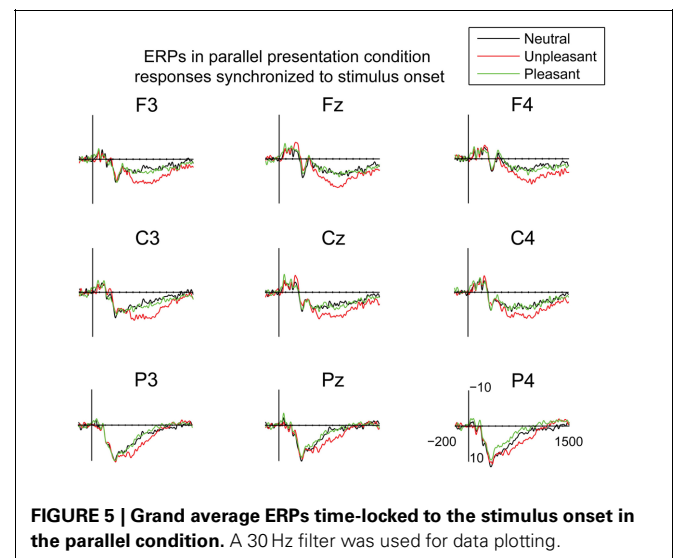 ERPs in parallel presentation condition
responses synchronized to stimulus onset
Neutral
Unpleasant
Pleasant
F3 Fz F4
C3 Cz C4
P3 Pz P4
−10
−200 1500
10
FIGURE 5 | Grand average ERPs time-locked to the stimulus onset in
the parallel condition. A 30 Hz filter was used for data plotting.